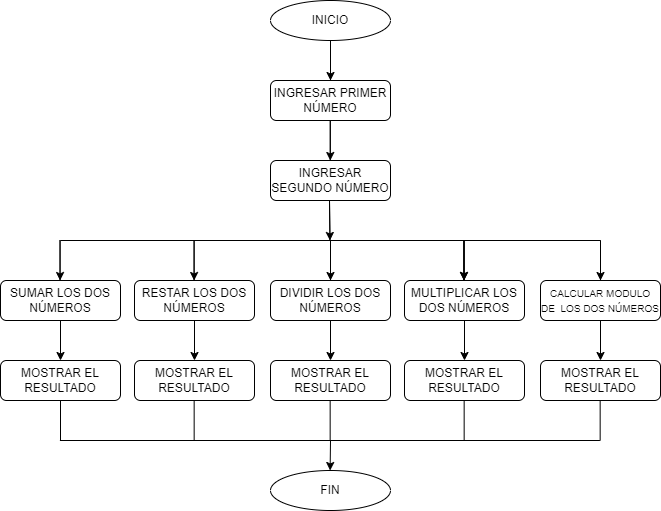 INICIO
INGRESAR PRIMER
NÚMERO
INGRESAR
SEGUNDO NÚMERO
SUMAR LOS DOS
NÚMEROS
RESTAR LOS DOS
NÚMEROS
DIVIDIR LOS DOS
NÚMEROS
MULTIPLICAR LOS
DOS NÚMEROS
CALCULAR MODULO
DE LOS DOS NÚMEROS
MOSTRAR EL
RESULTADO
MOSTRAR EL
RESULTADO
MOSTRAR EL
RESULTADO
MOSTRAR EL
RESULTADO
MOSTRAR EL
RESULTADO
FIN